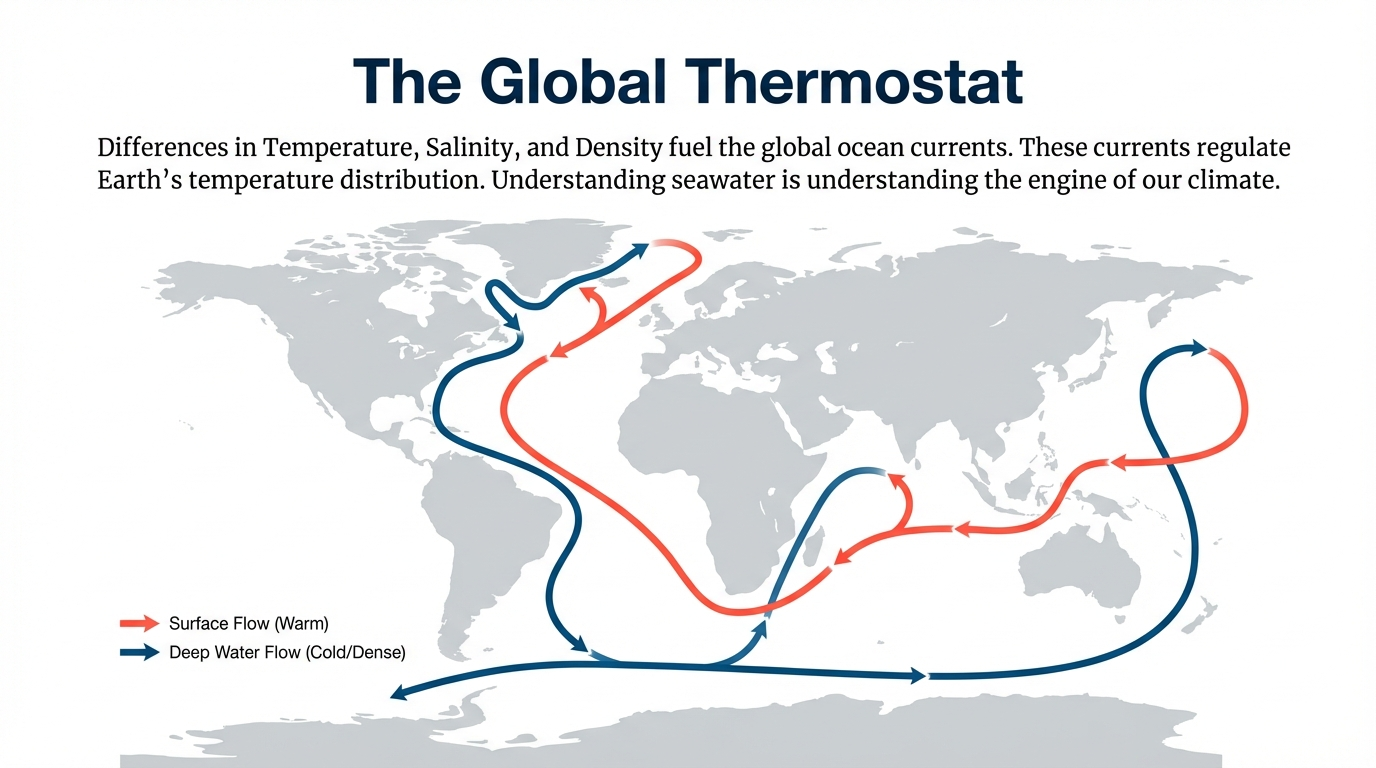 The Global Thermostat
Differences in Temperature, Salinity, and Density fuel the global ocean currents. These currents regulate
Earth’s temperature distribution. Understanding seawater is understanding the engine of our climate.
Surface Flow (Warm)
Deep Water Flow (Cold/Dense)